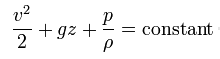 v²/2 + gz + p/ρ = constant